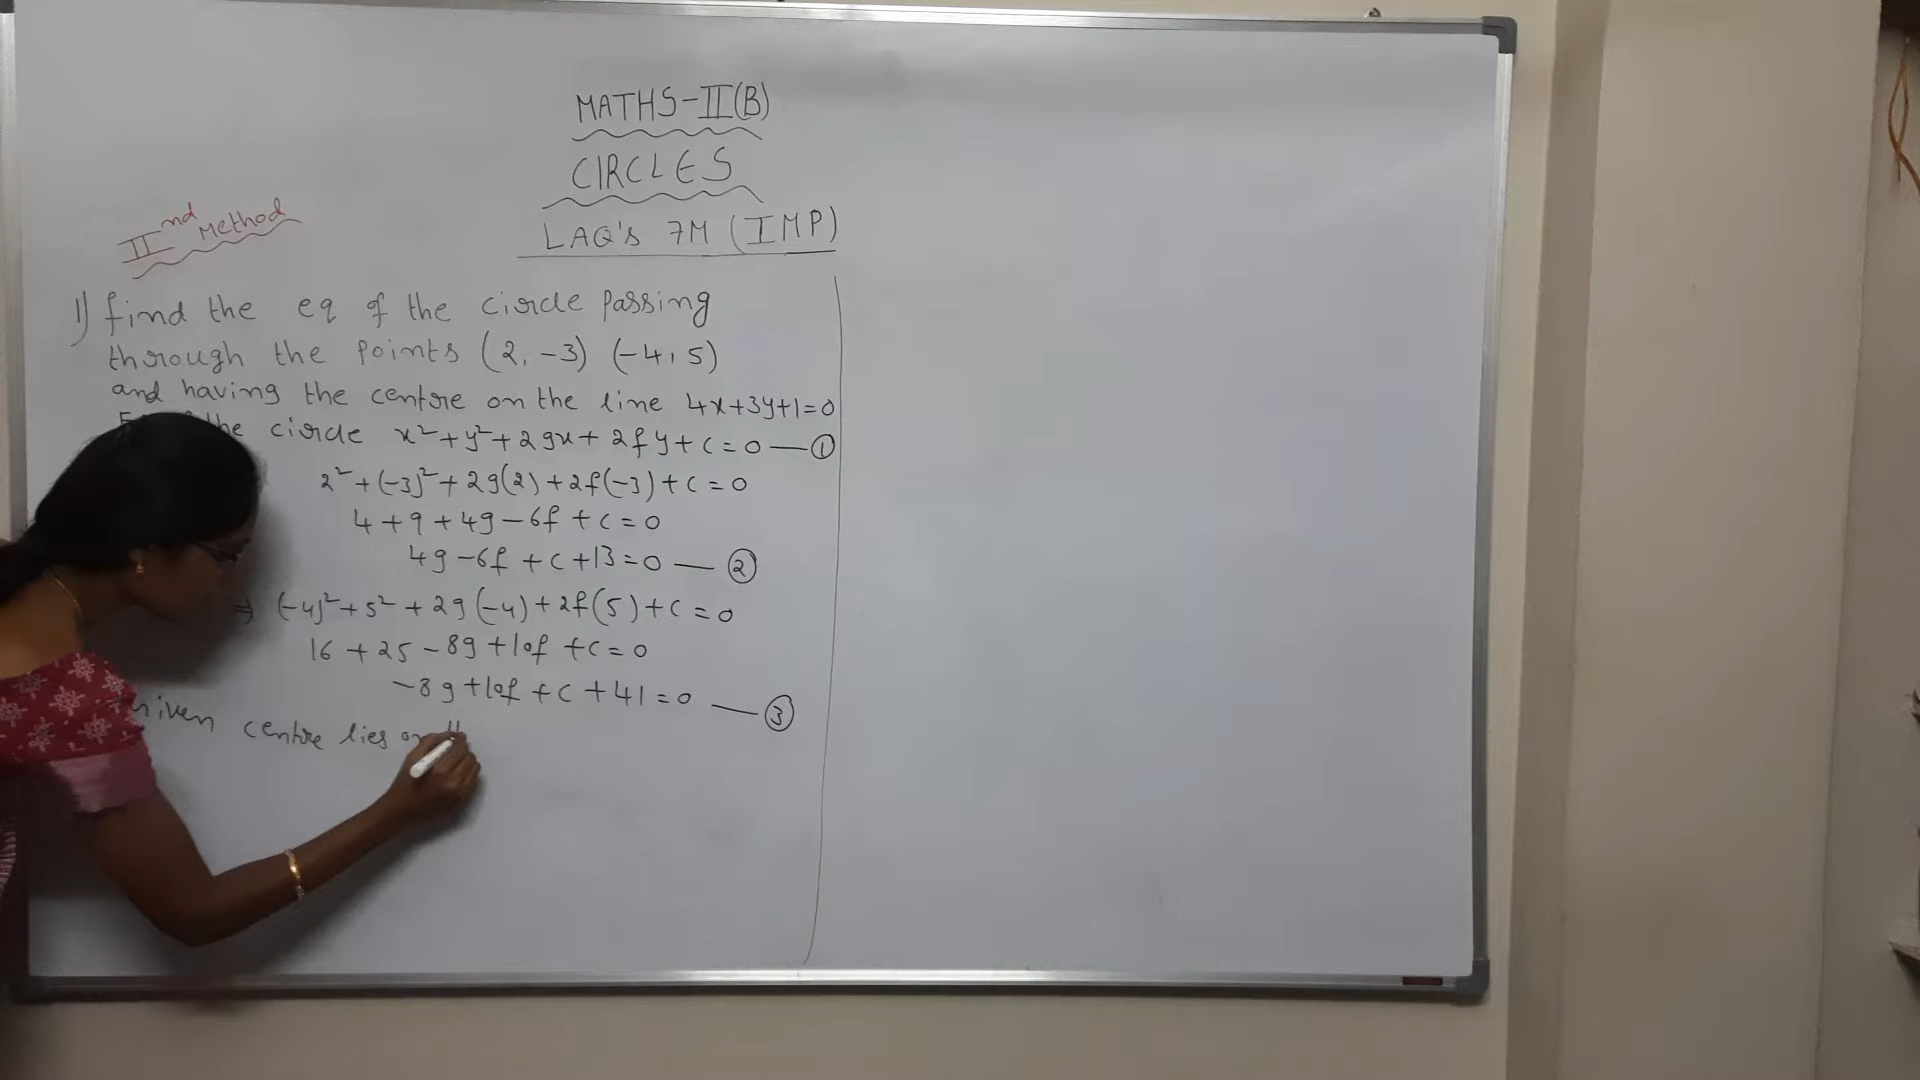 MATHS-II(B)
CIRCLES
LAQ's 7M (IMP)
IInd Method
1) find the eq of the circle passing
through the points (2, -3) (-4, 5)
and having the centre on the line 4x+3y+1=0
the circle x²+y²+2gx+2fy+c=0 — ①
2²+(-3)²+2g(2)+2f(-3)+c=0
4+9+4g-6f+c=0
4g-6f+c+13=0 — ②
⇒ (-4)²+5²+2g(-4)+2f(5)+c=0
16+25-8g+10f+c=0
-8g+10f+c+41=0 — ③
Given centre lies on